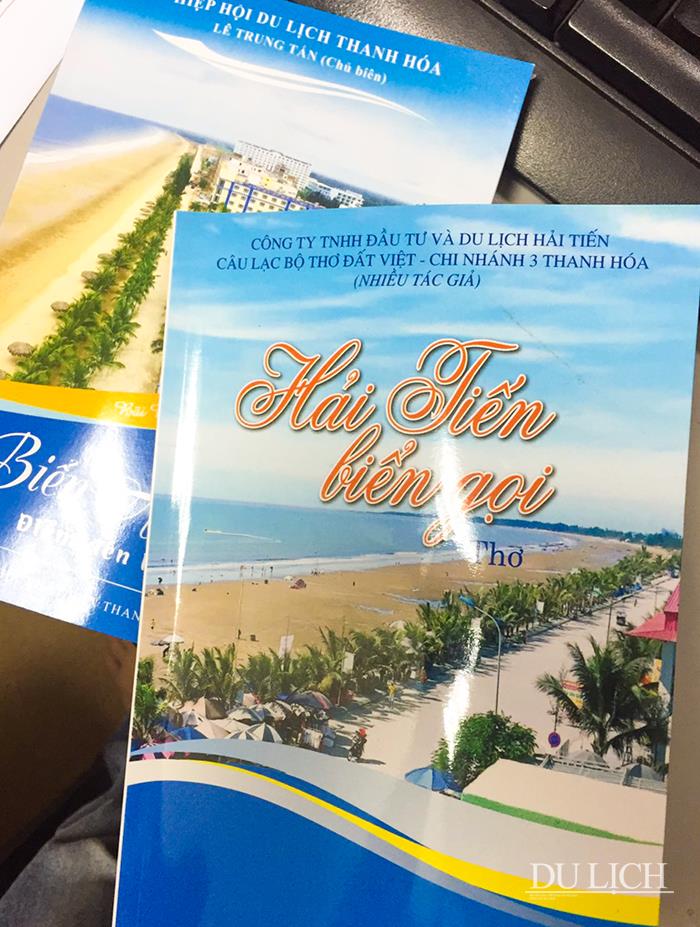 HIỆP HỘI DU LỊCH THANH HÓA
LÊ TRUNG TẤN (Chủ biên)
CÔNG TY TNHH ĐẦU TƯ VÀ DU LỊCH HẢI TIẾN
CÂU LẠC BỘ THƠ ĐẤT VIỆT - CHI NHÁNH 3 THANH HÓA
(NHIỀU TÁC GIẢ)
Hải Tiến
biển gọi
Thơ
Biển
THANH
DU LỊCH